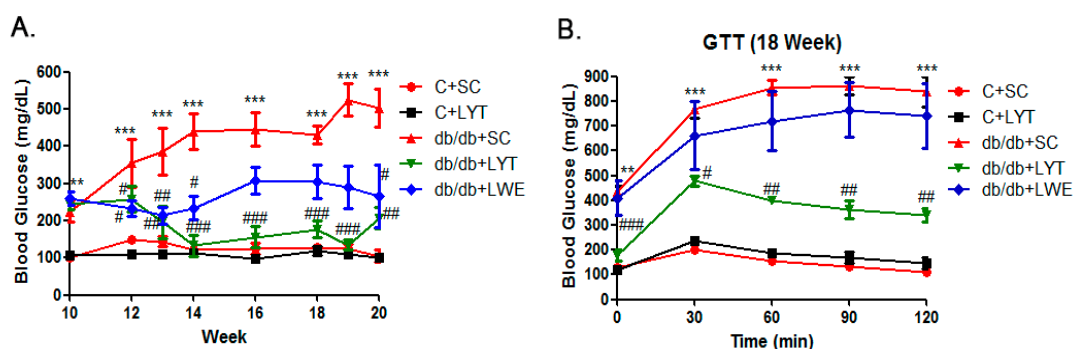 A.
Blood Glucose (mg/dL)
600
500
400
300
200
100
0
10 12 14 16 18 20
Week
** *** *** *** *** *** *** ***
# ## # #
# ## ### ### ### ### ##
C+SC
C+LYT
db/db+SC
db/db+LYT
db/db+LWE
B.
GTT (18 Week)
Blood Glucose (mg/dL)
900
800
700
600
500
400
300
200
100
0
0 30 60 90 120
Time (min)
** *** *** *** ***
### # ## ## ##
C+SC
C+LYT
db/db+SC
db/db+LYT
db/db+LWE